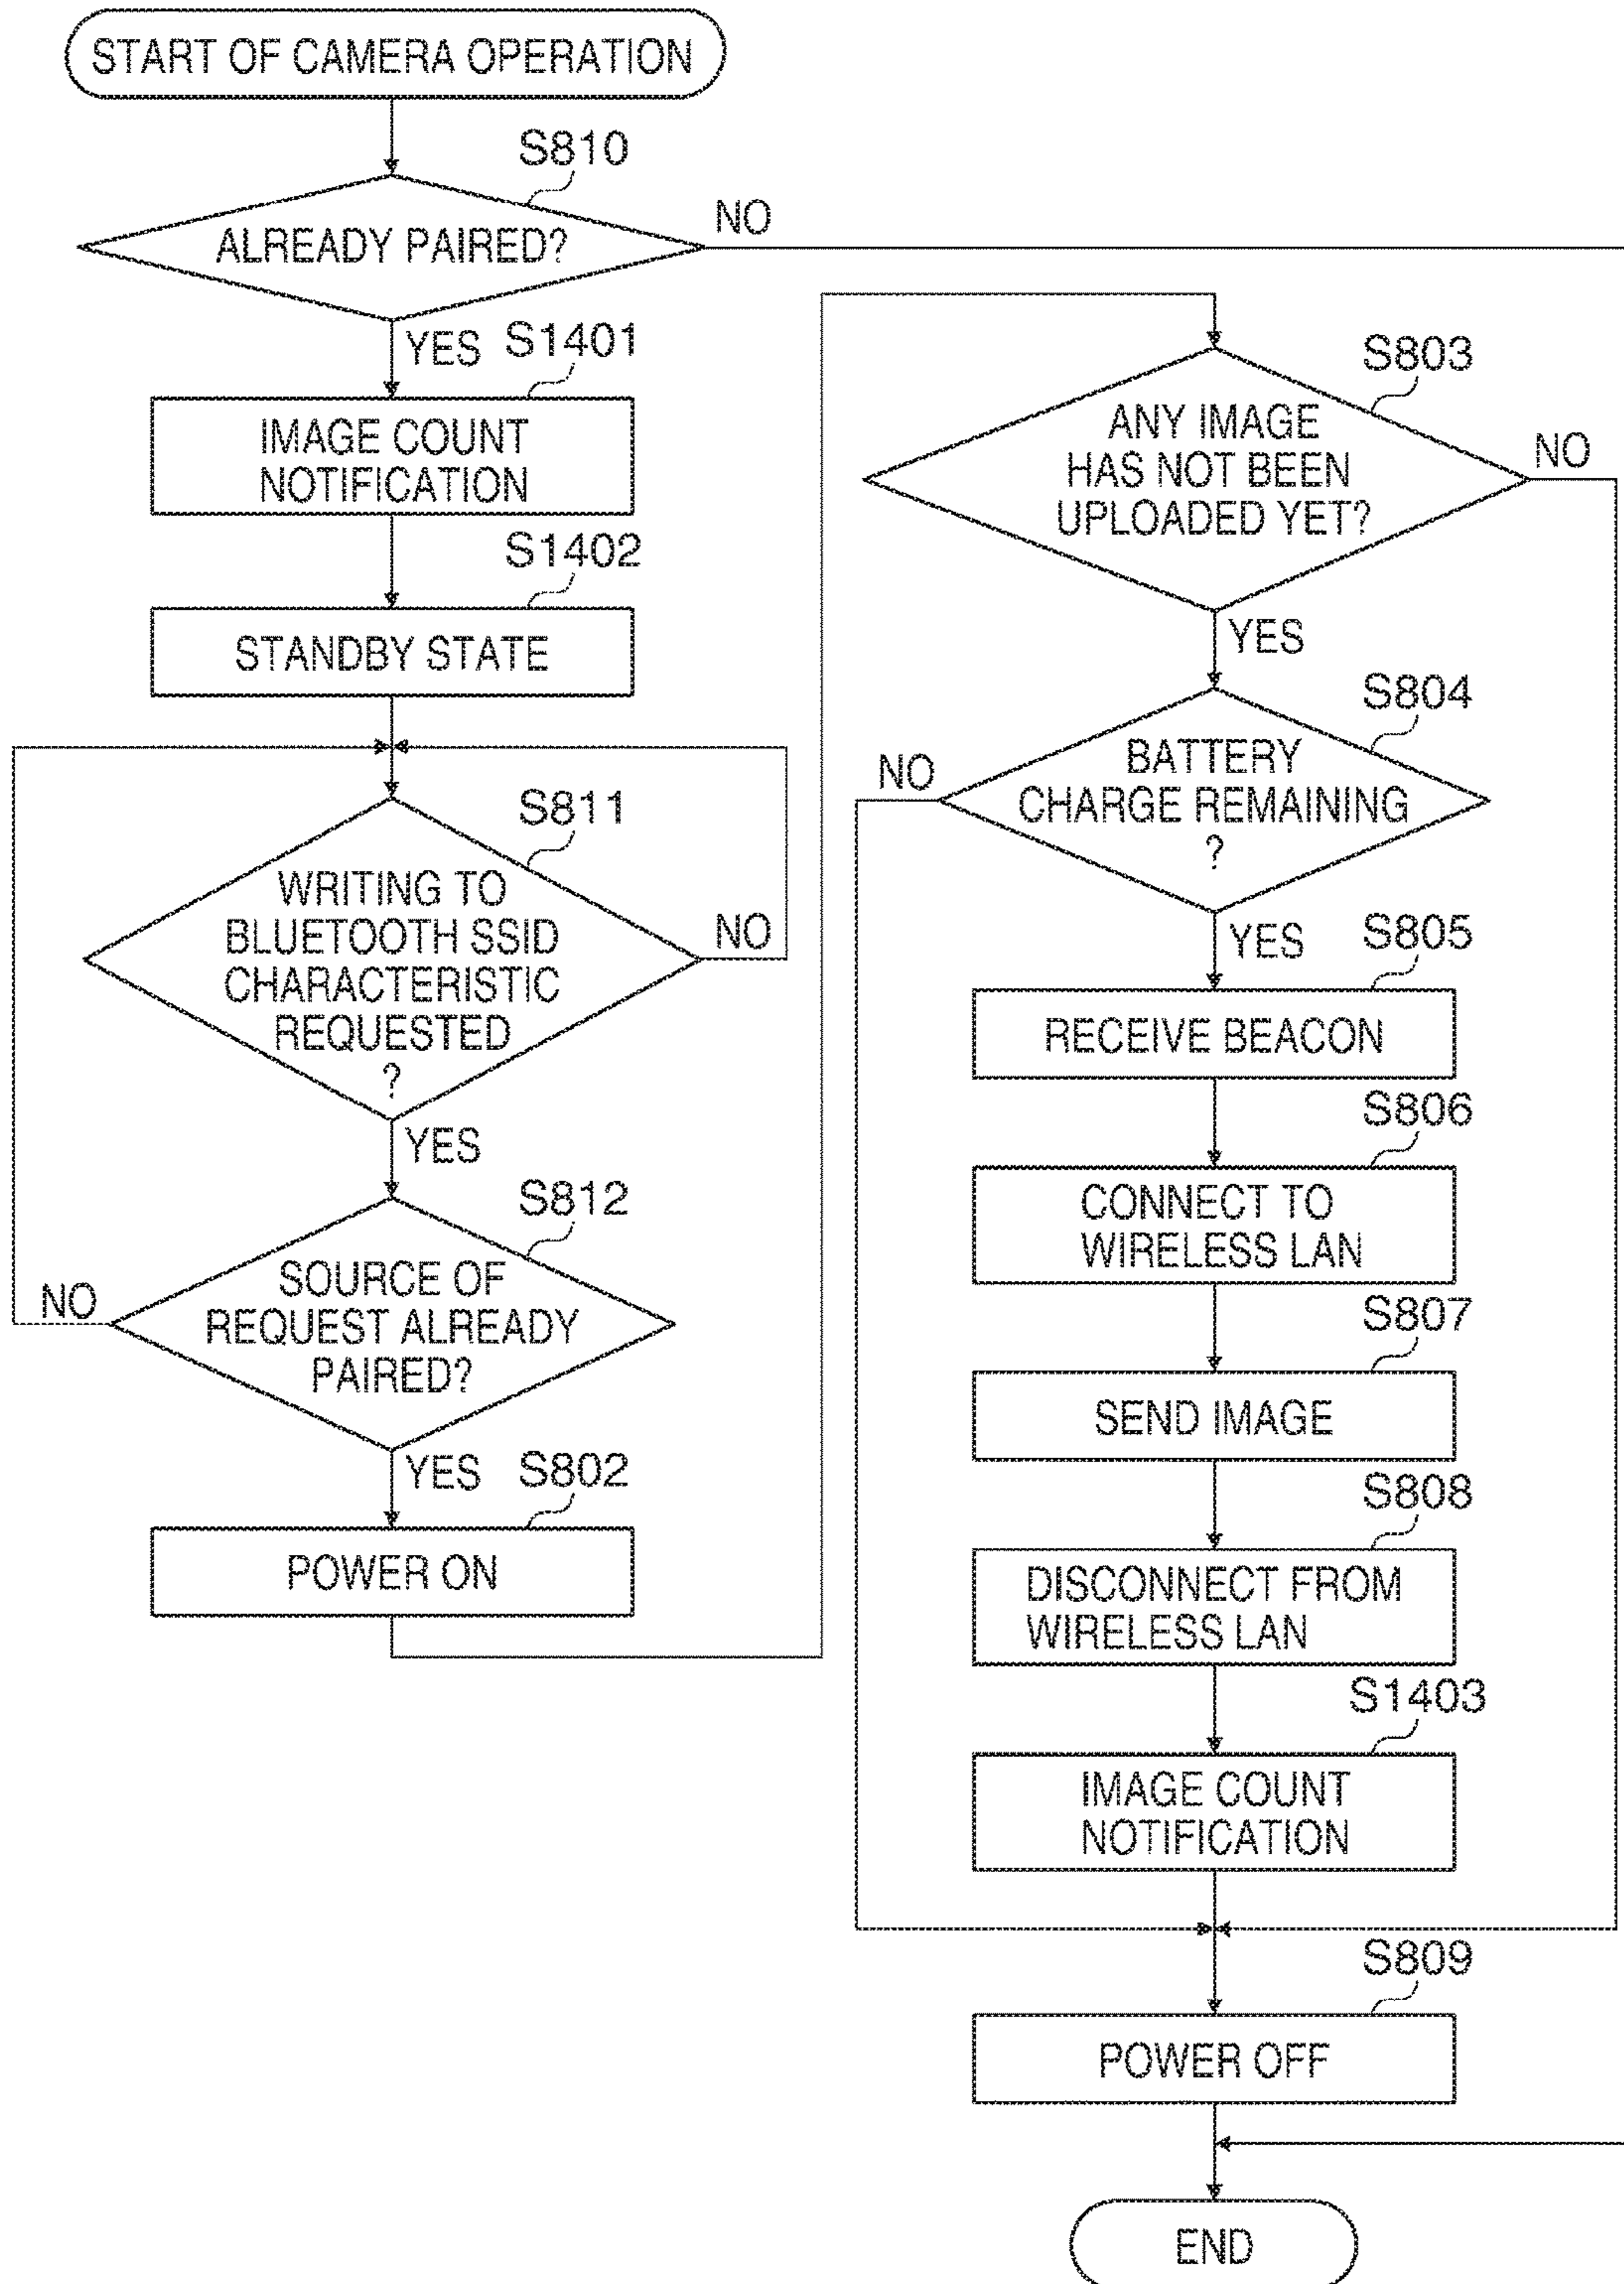 START OF CAMERA OPERATION
S810
ALREADY PAIRED?
NO
YES
S1401
IMAGE COUNT
NOTIFICATION
S1402
STANDBY STATE
S811
WRITING TO
BLUETOOTH SSID
CHARACTERISTIC
REQUESTED
?
NO
YES
S812
SOURCE OF
REQUEST ALREADY
PAIRED?
NO
YES
S802
POWER ON
S803
ANY IMAGE
HAS NOT BEEN
UPLOADED YET?
NO
YES
S804
BATTERY
CHARGE REMAINING
?
NO
YES
S805
RECEIVE BEACON
S806
CONNECT TO
WIRELESS LAN
S807
SEND IMAGE
S808
DISCONNECT FROM
WIRELESS LAN
S1403
IMAGE COUNT
NOTIFICATION
S809
POWER OFF
END